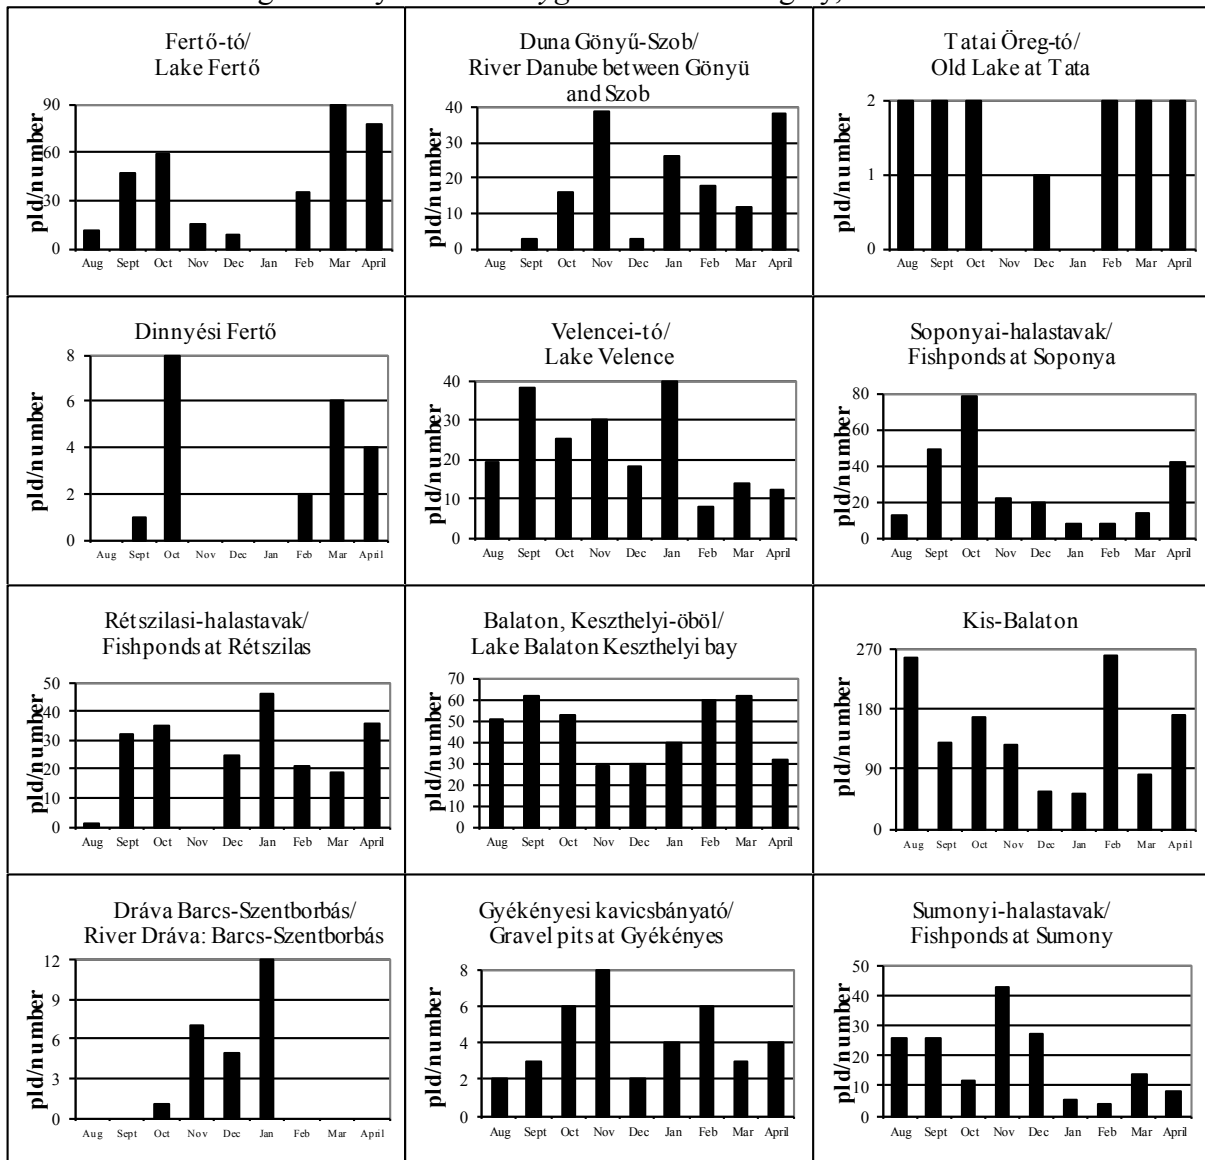 Fertő-tó/
Lake Fertő
pld/number
90
60
30
0
Aug Sept Oct Nov Dec Jan Feb Mar April
Duna Gönyű-Szob/
River Danube between Gönyü
and Szob
pld/number
40
30
20
10
0
Aug Sept Oct Nov Dec Jan Feb Mar April
Tatai Öreg-tó/
Old Lake at Tata
pld/number
2
1
0
Aug Sept Oct Nov Dec Jan Feb Mar April
Dinnyési Fertő
pld/number
8
6
4
2
0
Aug Sept Oct Nov Dec Jan Feb Mar April
Velencei-tó/
Lake Velence
pld/number
40
30
20
10
0
Aug Sept Oct Nov Dec Jan Feb Mar April
Soponyai-halastavak/
Fishponds at Soponya
pld/number
80
60
40
20
0
Aug Sept Oct Nov Dec Jan Feb Mar April
Rétszilasi-halastavak/
Fishponds at Rétszilas
pld/number
50
40
30
20
10
0
Aug Sept Oct Nov Dec Jan Feb Mar April
Balaton, Keszthelyi-öböl/
Lake Balaton Keszthelyi bay
pld/number
70
60
50
40
30
20
10
0
Aug Sept Oct Nov Dec Jan Feb Mar April
Kis-Balaton
pld/number
270
180
90
0
Aug Sept Oct Nov Dec Jan Feb Mar April
Dráva Barcs-Szentborbás/
River Dráva: Barcs-Szentborbás
pld/number
12
9
6
3
0
Aug Sept Oct Nov Dec Jan Feb Mar April
Gyékényesi kavicsbányató/
Gravel pits at Gyékényes
pld/number
8
6
4
2
0
Aug Sept Oct Nov Dec Jan Feb Mar April
Sumonyi-halastavak/
Fishponds at Sumony
pld/number
50
40
30
20
10
0
Aug Sept Oct Nov Dec Jan Feb Mar April